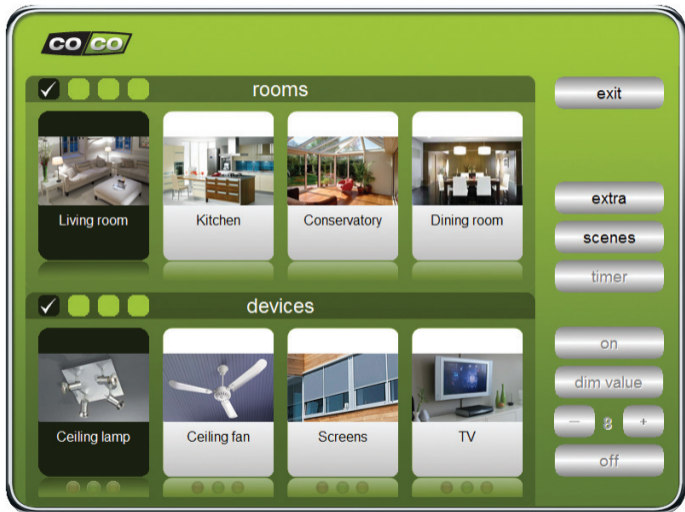 CO CO
rooms
Living room
Kitchen
Conservatory
Dining room
devices
Ceiling lamp
Ceiling fan
Screens
TV
exit
extra
scenes
timer
on
dim value
— 8 +
off